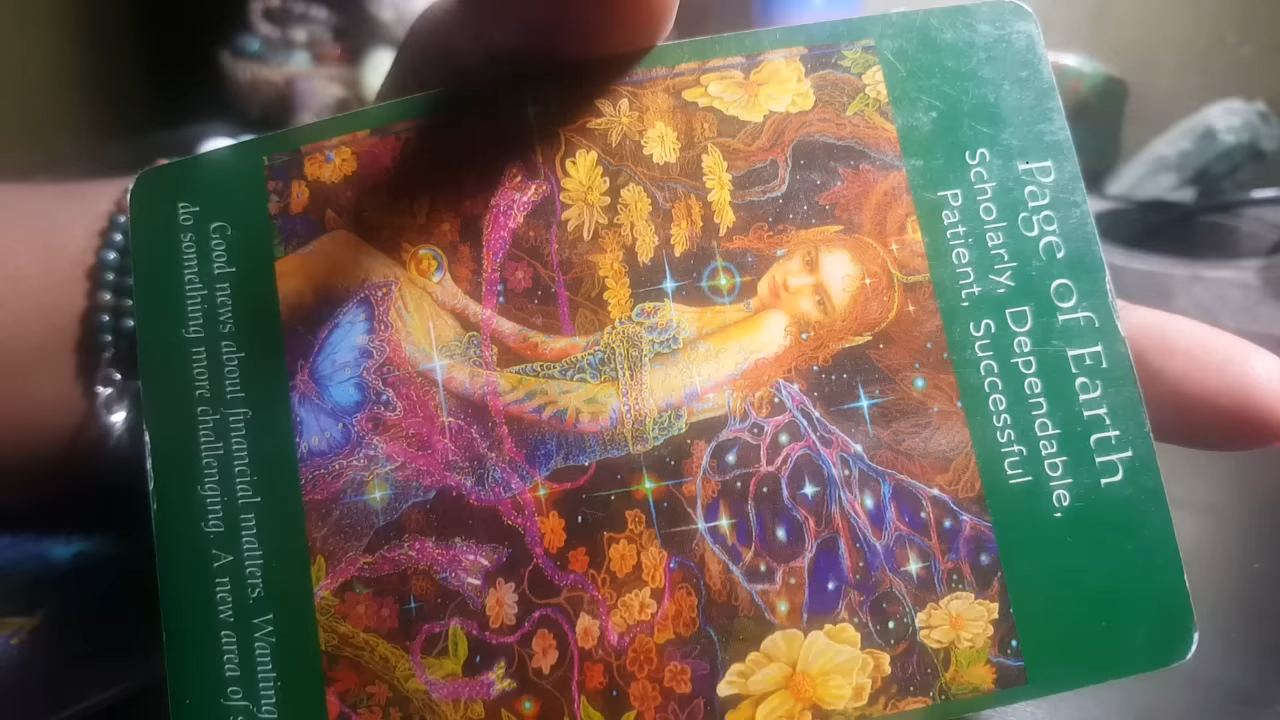 Page of Earth
Scholarly, Dependable,
Patient, Successful
Good news about financial matters. Wanting
do something more challenging. A new area of